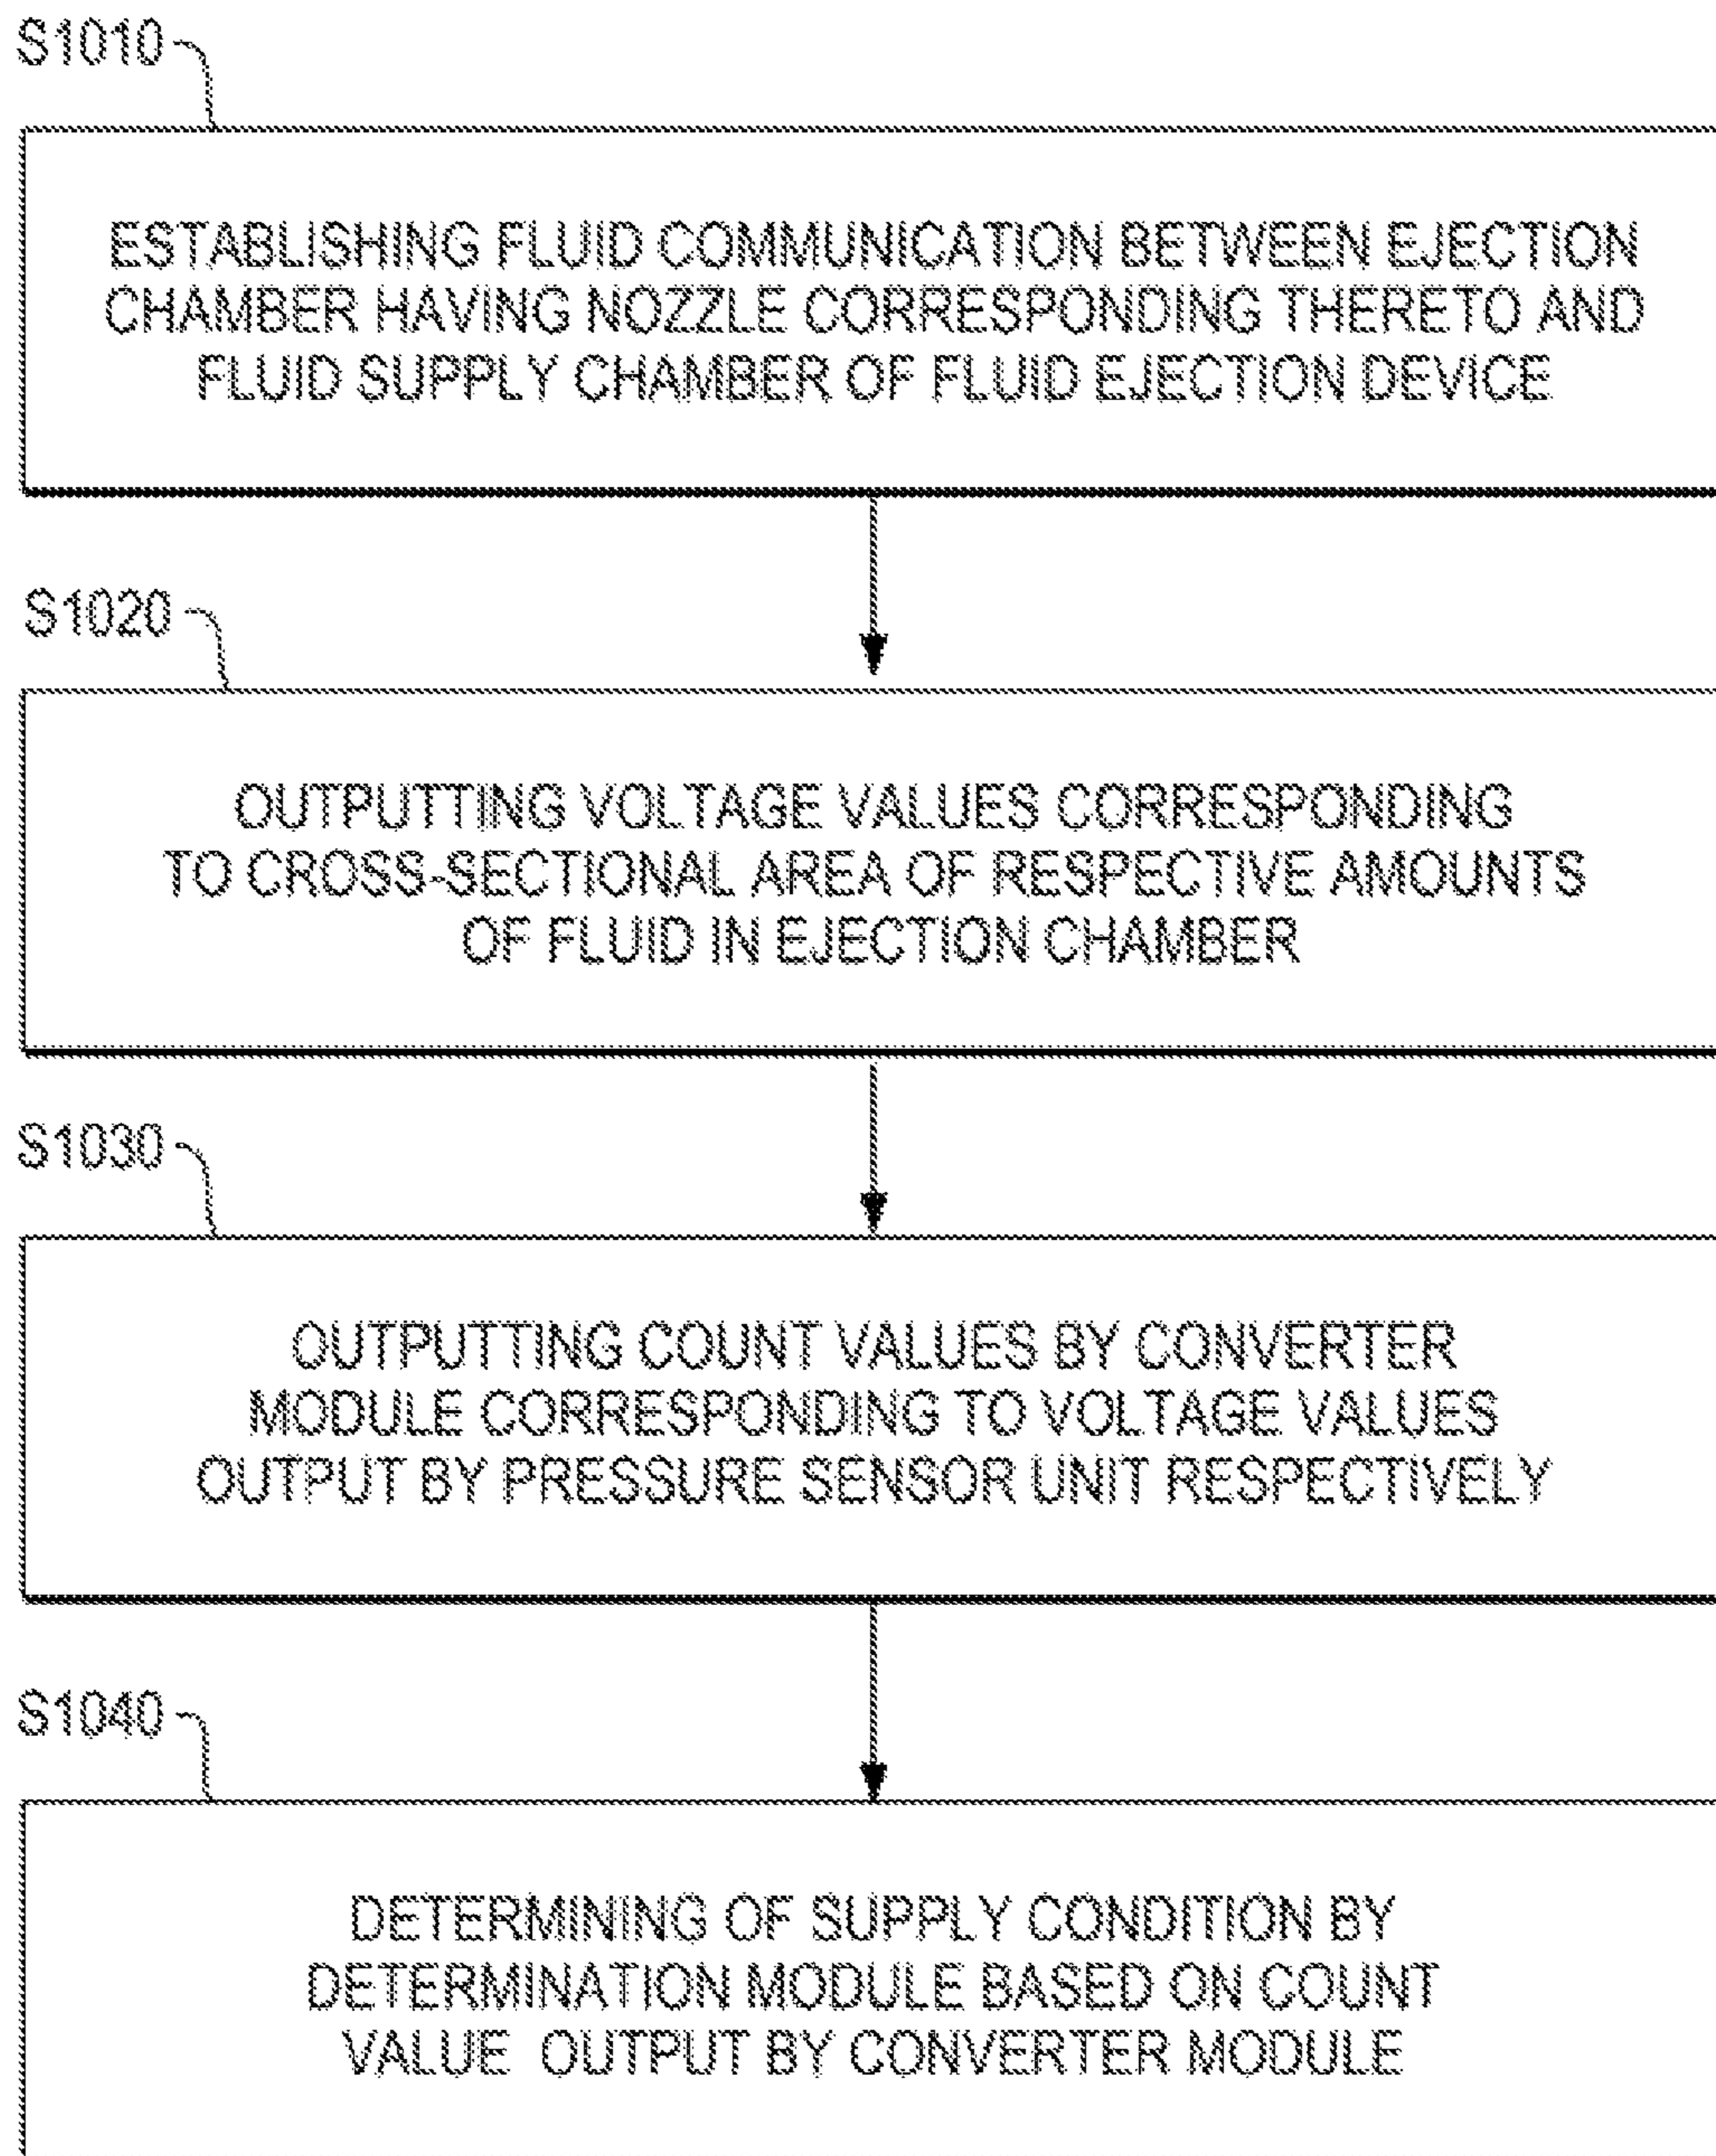 S1010
ESTABLISHING FLUID COMMUNICATION BETWEEN EJECTION
CHAMBER HAVING NOZZLE CORRESPONDING THERETO AND
FLUID SUPPLY CHAMBER OF FLUID EJECTION DEVICE
S1020
OUTPUTTING VOLTAGE VALUES CORRESPONDING
TO CROSS-SECTIONAL AREA OF RESPECTIVE AMOUNTS
OF FLUID IN EJECTION CHAMBER
S1030
OUTPUTTING COUNT VALUES BY CONVERTER
MODULE CORRESPONDING TO VOLTAGE VALUES
OUTPUT BY PRESSURE SENSOR UNIT RESPECTIVELY
S1040
DETERMINING OF SUPPLY CONDITION BY
DETERMINATION MODULE BASED ON COUNT
VALUE OUTPUT BY CONVERTER MODULE